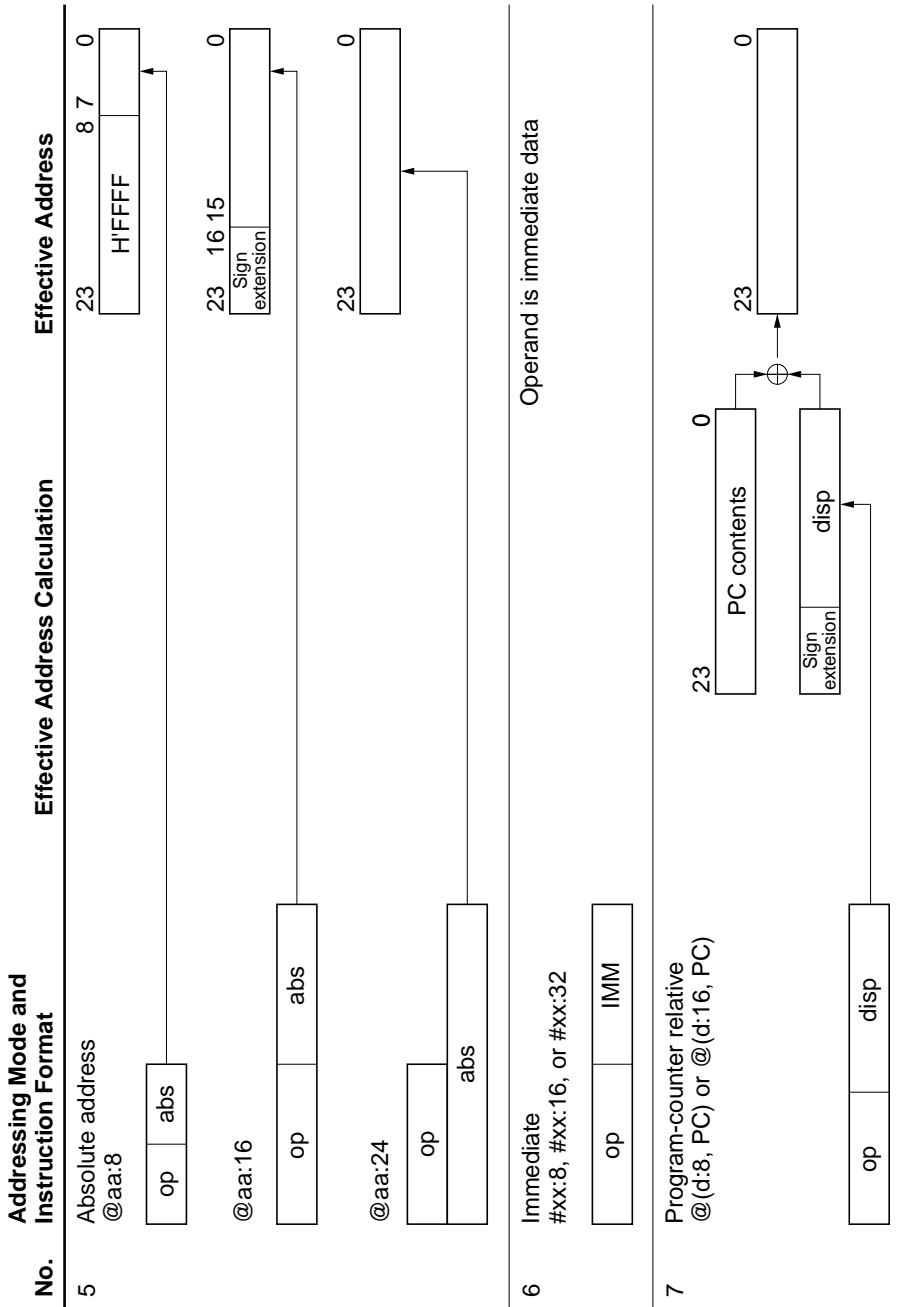 No.
Addressing Mode and
Instruction Format
Effective Address Calculation
Effective Address
5
Absolute address
@aa:8
op abs
23 8 7 0
H'FFFF
@aa:16
op abs
23 16 15 0
Sign
extension
@aa:24
op
abs
23 0
6
Immediate
#xx:8, #xx:16, or #xx:32
op IMM
Operand is immediate data
7
Program-counter relative
@(d:8, PC) or @(d:16, PC)
op disp
23 0
PC contents
Sign
extension
disp
23 0